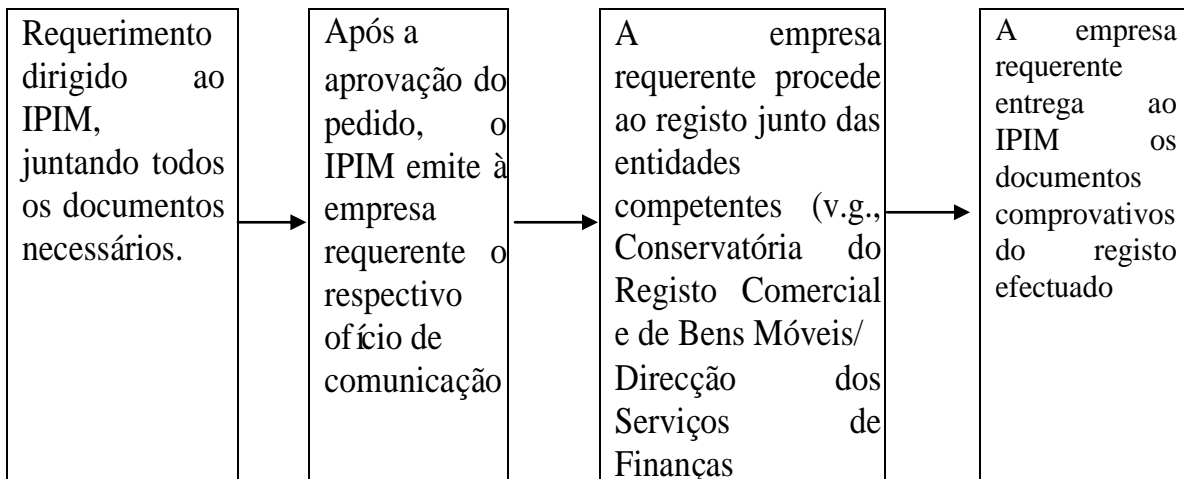 Requerimento
dirigido ao
IPIM,
juntando todos
os documentos
necessários.
Após a
aprovação do
pedido, o
IPIM emite à
empresa
requerente o
respectivo
ofício de
comunicação
A empresa
requerente procede
ao registo junto das
entidades
competentes (v.g.,
Conservatória do
Registo Comercial
e de Bens Móveis/
Direcção dos
Serviços de
Finanças
A empresa
requerente
entrega ao
IPIM os
documentos
comprovativos
do registo
efectuado